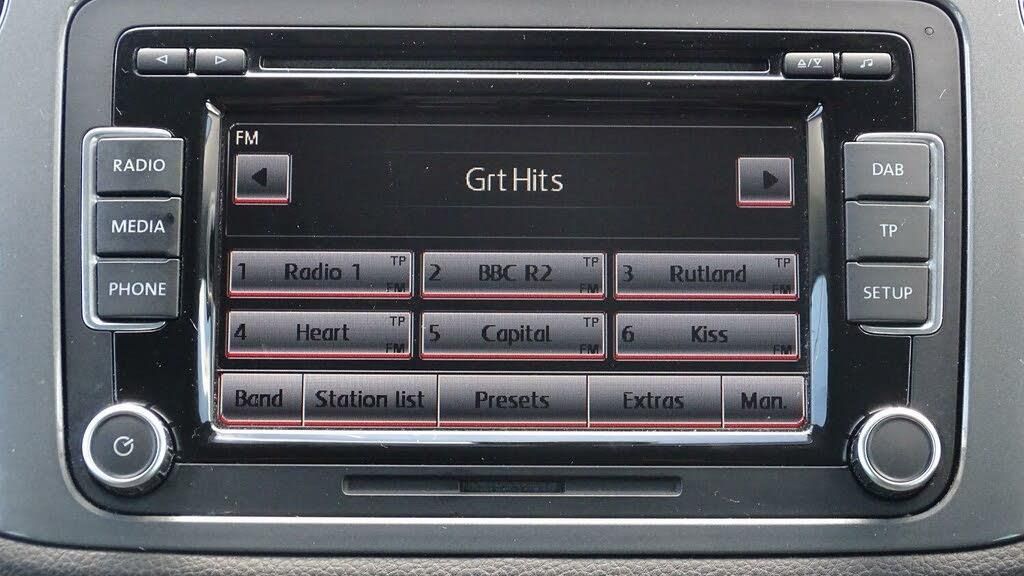 RADIO
MEDIA
PHONE
FM
Grt Hits
1 Radio 1 TP FM
2 BBC R2 TP FM
3 Rutland TP FM
4 Heart TP FM
5 Capital TP FM
6 Kiss FM
Band Station list Presets Extras Man.
DAB
TP
SETUP